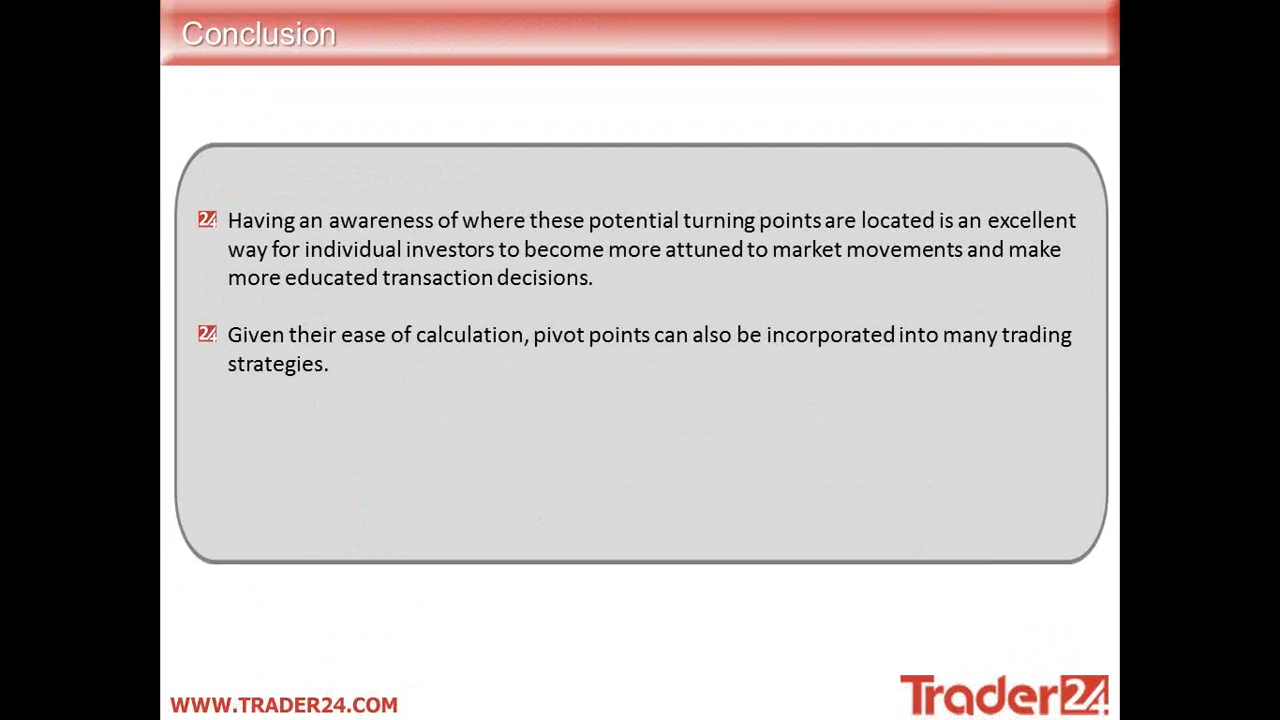 Conclusion
24 Having an awareness of where these potential turning points are located is an excellent
way for individual investors to become more attuned to market movements and make
more educated transaction decisions.
24 Given their ease of calculation, pivot points can also be incorporated into many trading
strategies.
WWW.TRADER24.COM
Trader24